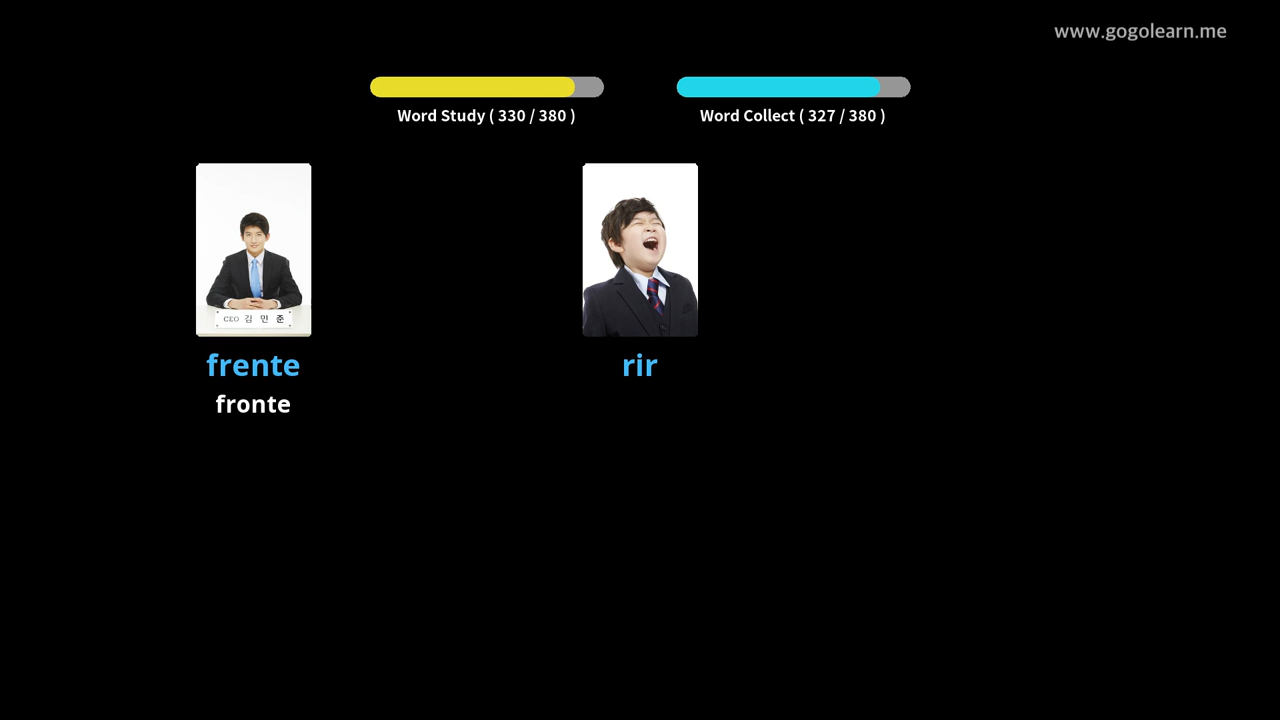 www.gogolearn.me
Word Study ( 330 / 380 )
Word Collect ( 327 / 380 )
CEO 김 민 준
frente
rir
fronte